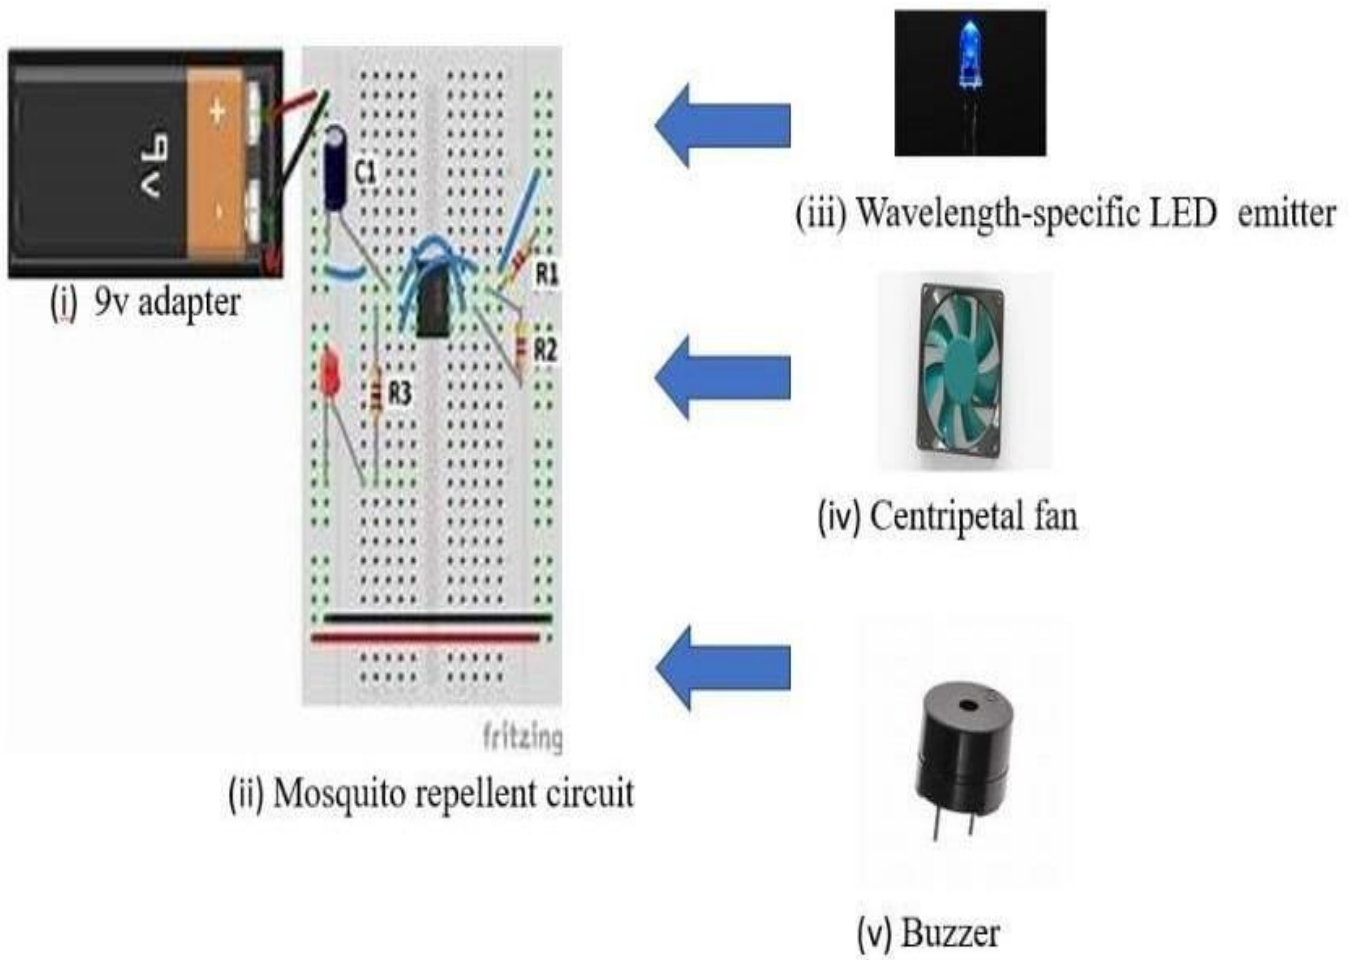 +
-
9V
C1
R1
R2
R3
fritzing
(i) 9v adapter
(ii) Mosquito repellent circuit
(iii) Wavelength-specific LED emitter
(iv) Centripetal fan
(v) Buzzer